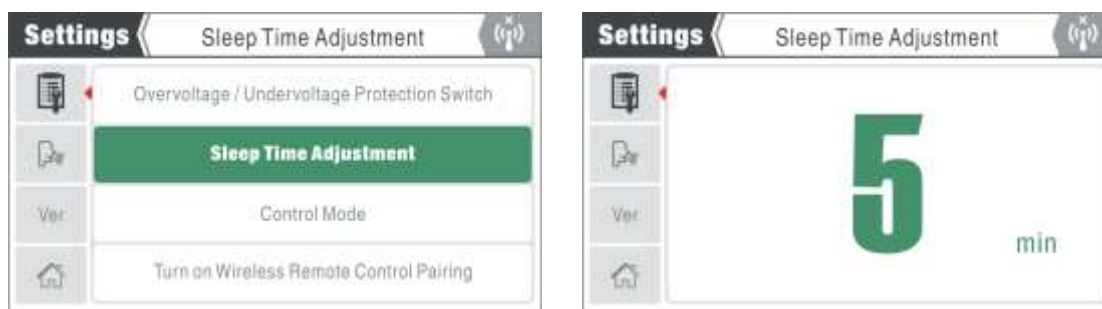 Settings Sleep Time Adjustment
Overvoltage / Undervoltage Protection Switch
Sleep Time Adjustment
Ver Control Mode
Turn on Wireless Remote Control Pairing
Settings Sleep Time Adjustment
Ver 5 min